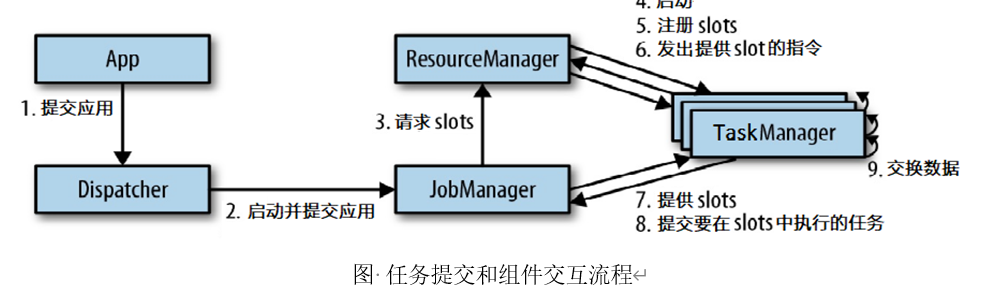 4. 启动
5. 注册 slots
6. 发出提供 slot 的指令
App
ResourceManager
1. 提交应用
3. 请求 slots
TaskManager
9. 交换数据
Dispatcher
JobManager
2. 启动并提交应用
7. 提供 slots
8. 提交要在 slots 中执行的任务
图· 任务提交和组件交互流程↵